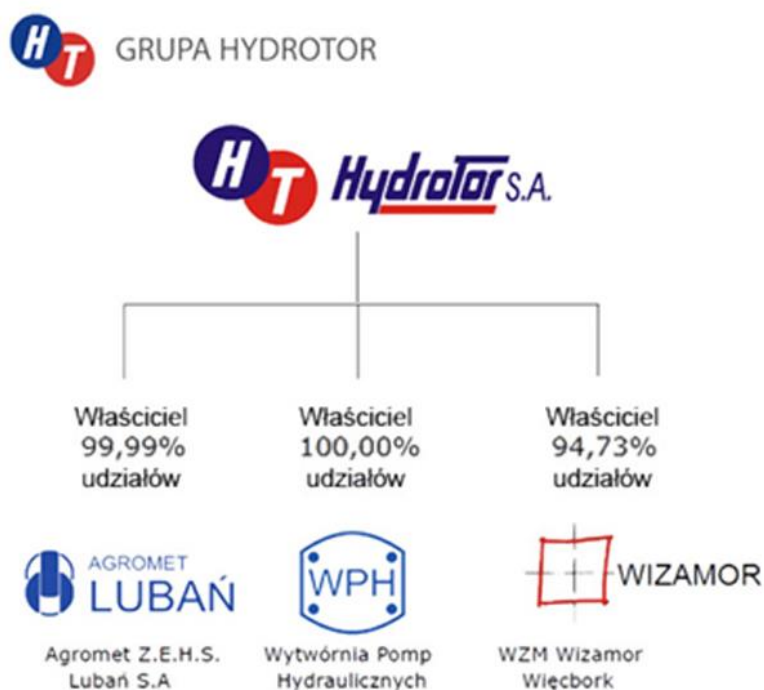 HT GRUPA HYDROTOR
HT HydroTor S.A.
Właściciel
99,99%
udziałów
Właściciel
100,00%
udziałów
Właściciel
94,73%
udziałów
AGROMET
LUBAŃ
WPH
WIZAMOR
Agromet Z.E.H.S.
Lubań S.A
Wytwórnia Pomp
Hydraulicznych
WZM Wizamor
Więcbork